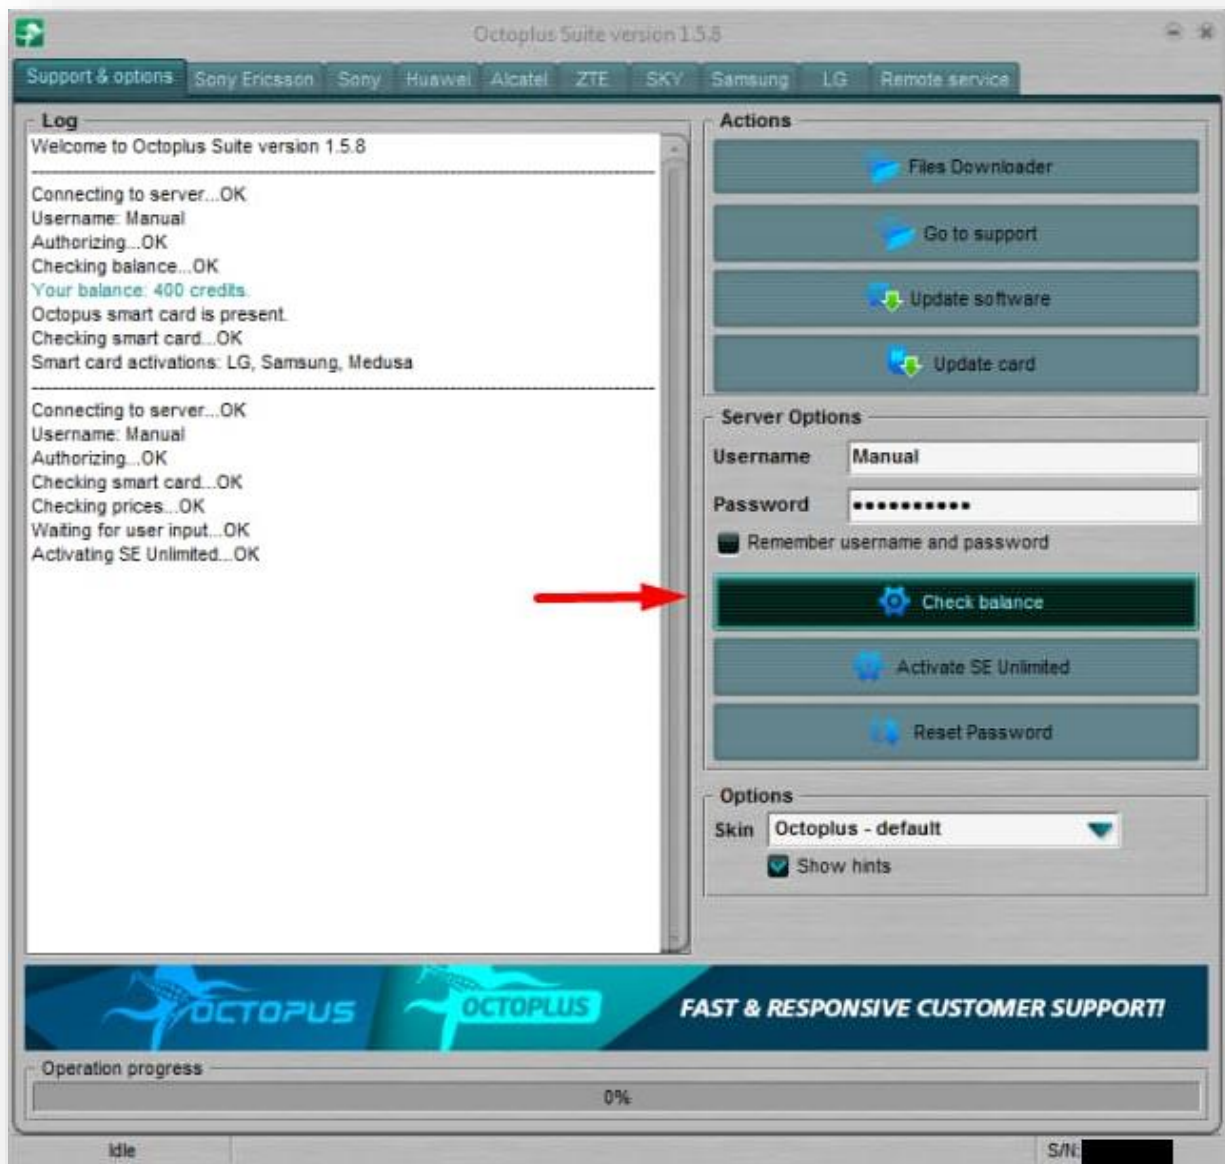 Octoplus Suite version 1.5.8
Support & options Sony Ericsson Sony Huawei Alcatel ZTE SKY Samsung LG Remote service
Log
Welcome to Octoplus Suite version 1.5.8
Connecting to server...OK
Username: Manual
Authorizing...OK
Checking balance...OK
Your balance: 400 credits.
Octopus smart card is present.
Checking smart card...OK
Smart card activations: LG, Samsung, Medusa
Connecting to server...OK
Username: Manual
Authorizing...OK
Checking smart card...OK
Checking prices...OK
Waiting for user input...OK
Activating SE Unlimited...OK
Actions
Files Downloader
Go to support
Update software
Update card
Server Options
Username Manual
Password ••••••••••
Remember username and password
Check balance
Activate SE Unlimited
Reset Password
Options
Skin Octoplus - default
Show hints
OCTOPUS OCTOPLUS FAST & RESPONSIVE CUSTOMER SUPPORT!
Operation progress
0%
Idle S/N: